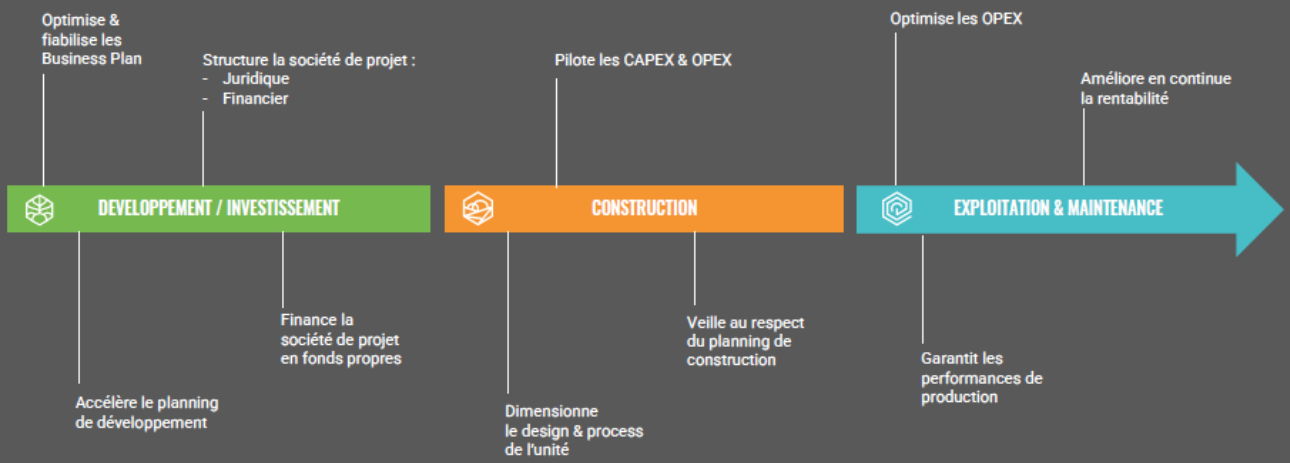 Optimise &
fiabilise les
Business Plan
Structure la société de projet :
- Juridique
- Financier
Pilote les CAPEX & OPEX
Optimise les OPEX
Améliore en continue
la rentabilité
DEVELOPPEMENT / INVESTISSEMENT
CONSTRUCTION
EXPLOITATION & MAINTENANCE
Accélère le planning
de développement
Finance la
société de projet
en fonds propres
Dimensionne
le design & process
de l'unité
Veille au respect
du planning de
construction
Garantit les
performances de
production